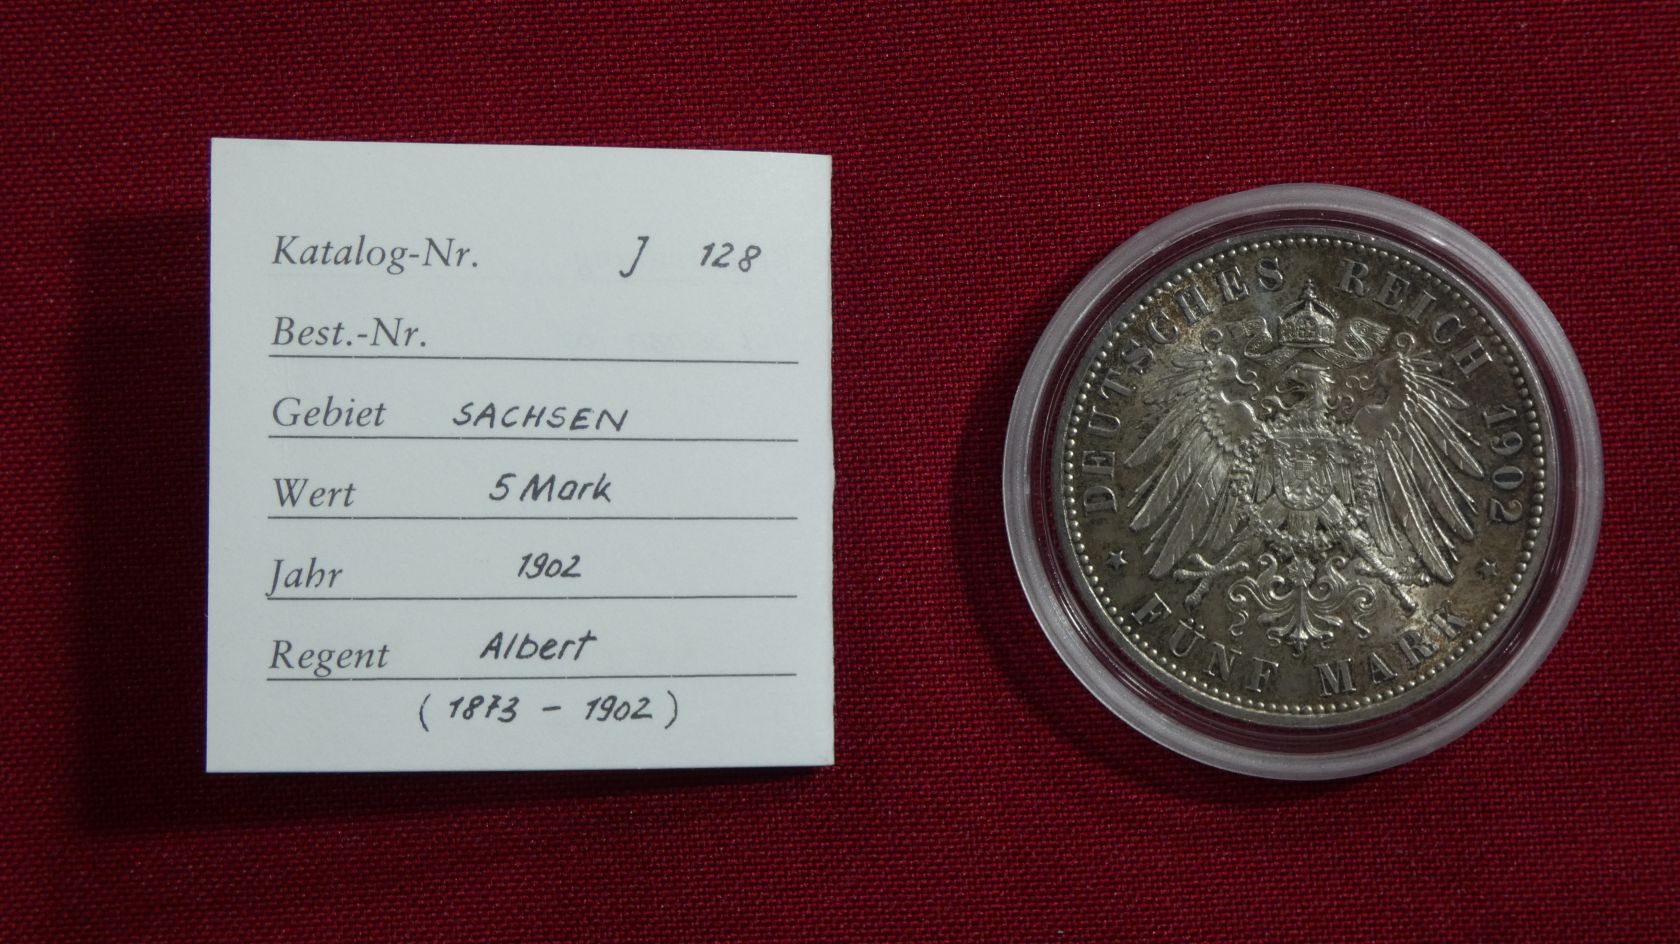 Katalog-Nr. J 128
Best.-Nr.
Gebiet SACHSEN
Wert 5 Mark
Jahr 1902
Regent Albert
(1873 - 1902)
DEUTSCHES REICH 1902
FÜNF MARK